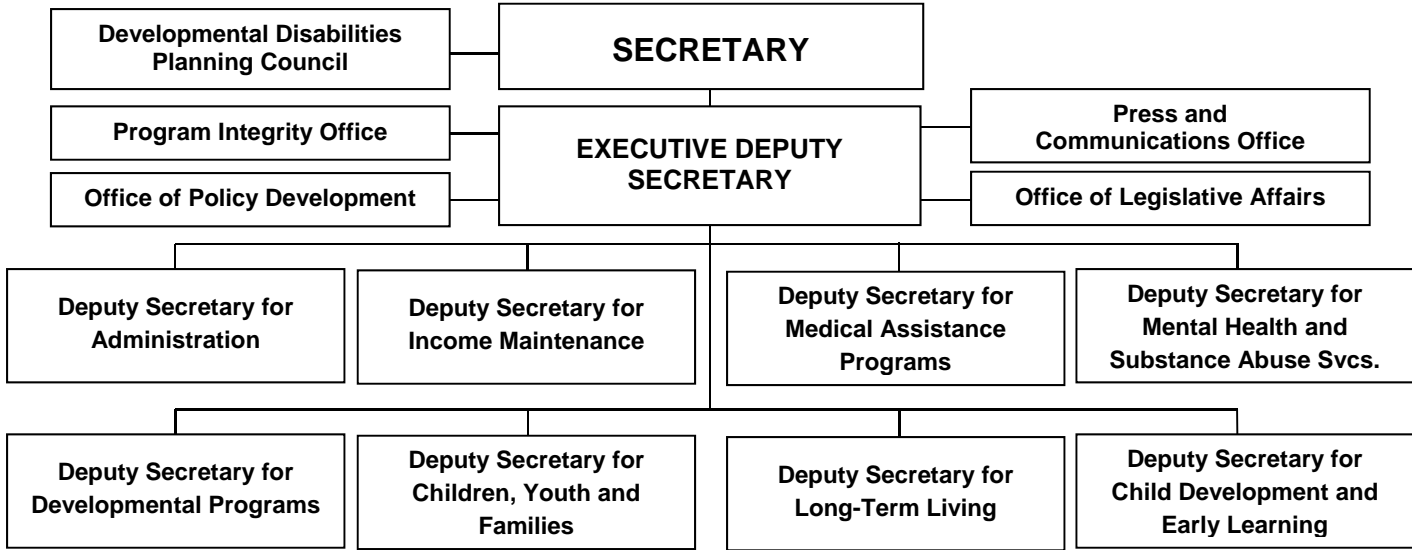 Developmental Disabilities
Planning Council
SECRETARY
Program Integrity Office
EXECUTIVE DEPUTY
SECRETARY
Press and
Communications Office
Office of Policy Development
Office of Legislative Affairs
Deputy Secretary for
Administration
Deputy Secretary for
Income Maintenance
Deputy Secretary for
Medical Assistance
Programs
Deputy Secretary for
Mental Health and
Substance Abuse Svcs.
Deputy Secretary for
Developmental Programs
Deputy Secretary for
Children, Youth and
Families
Deputy Secretary for
Long-Term Living
Deputy Secretary for
Child Development and
Early Learning